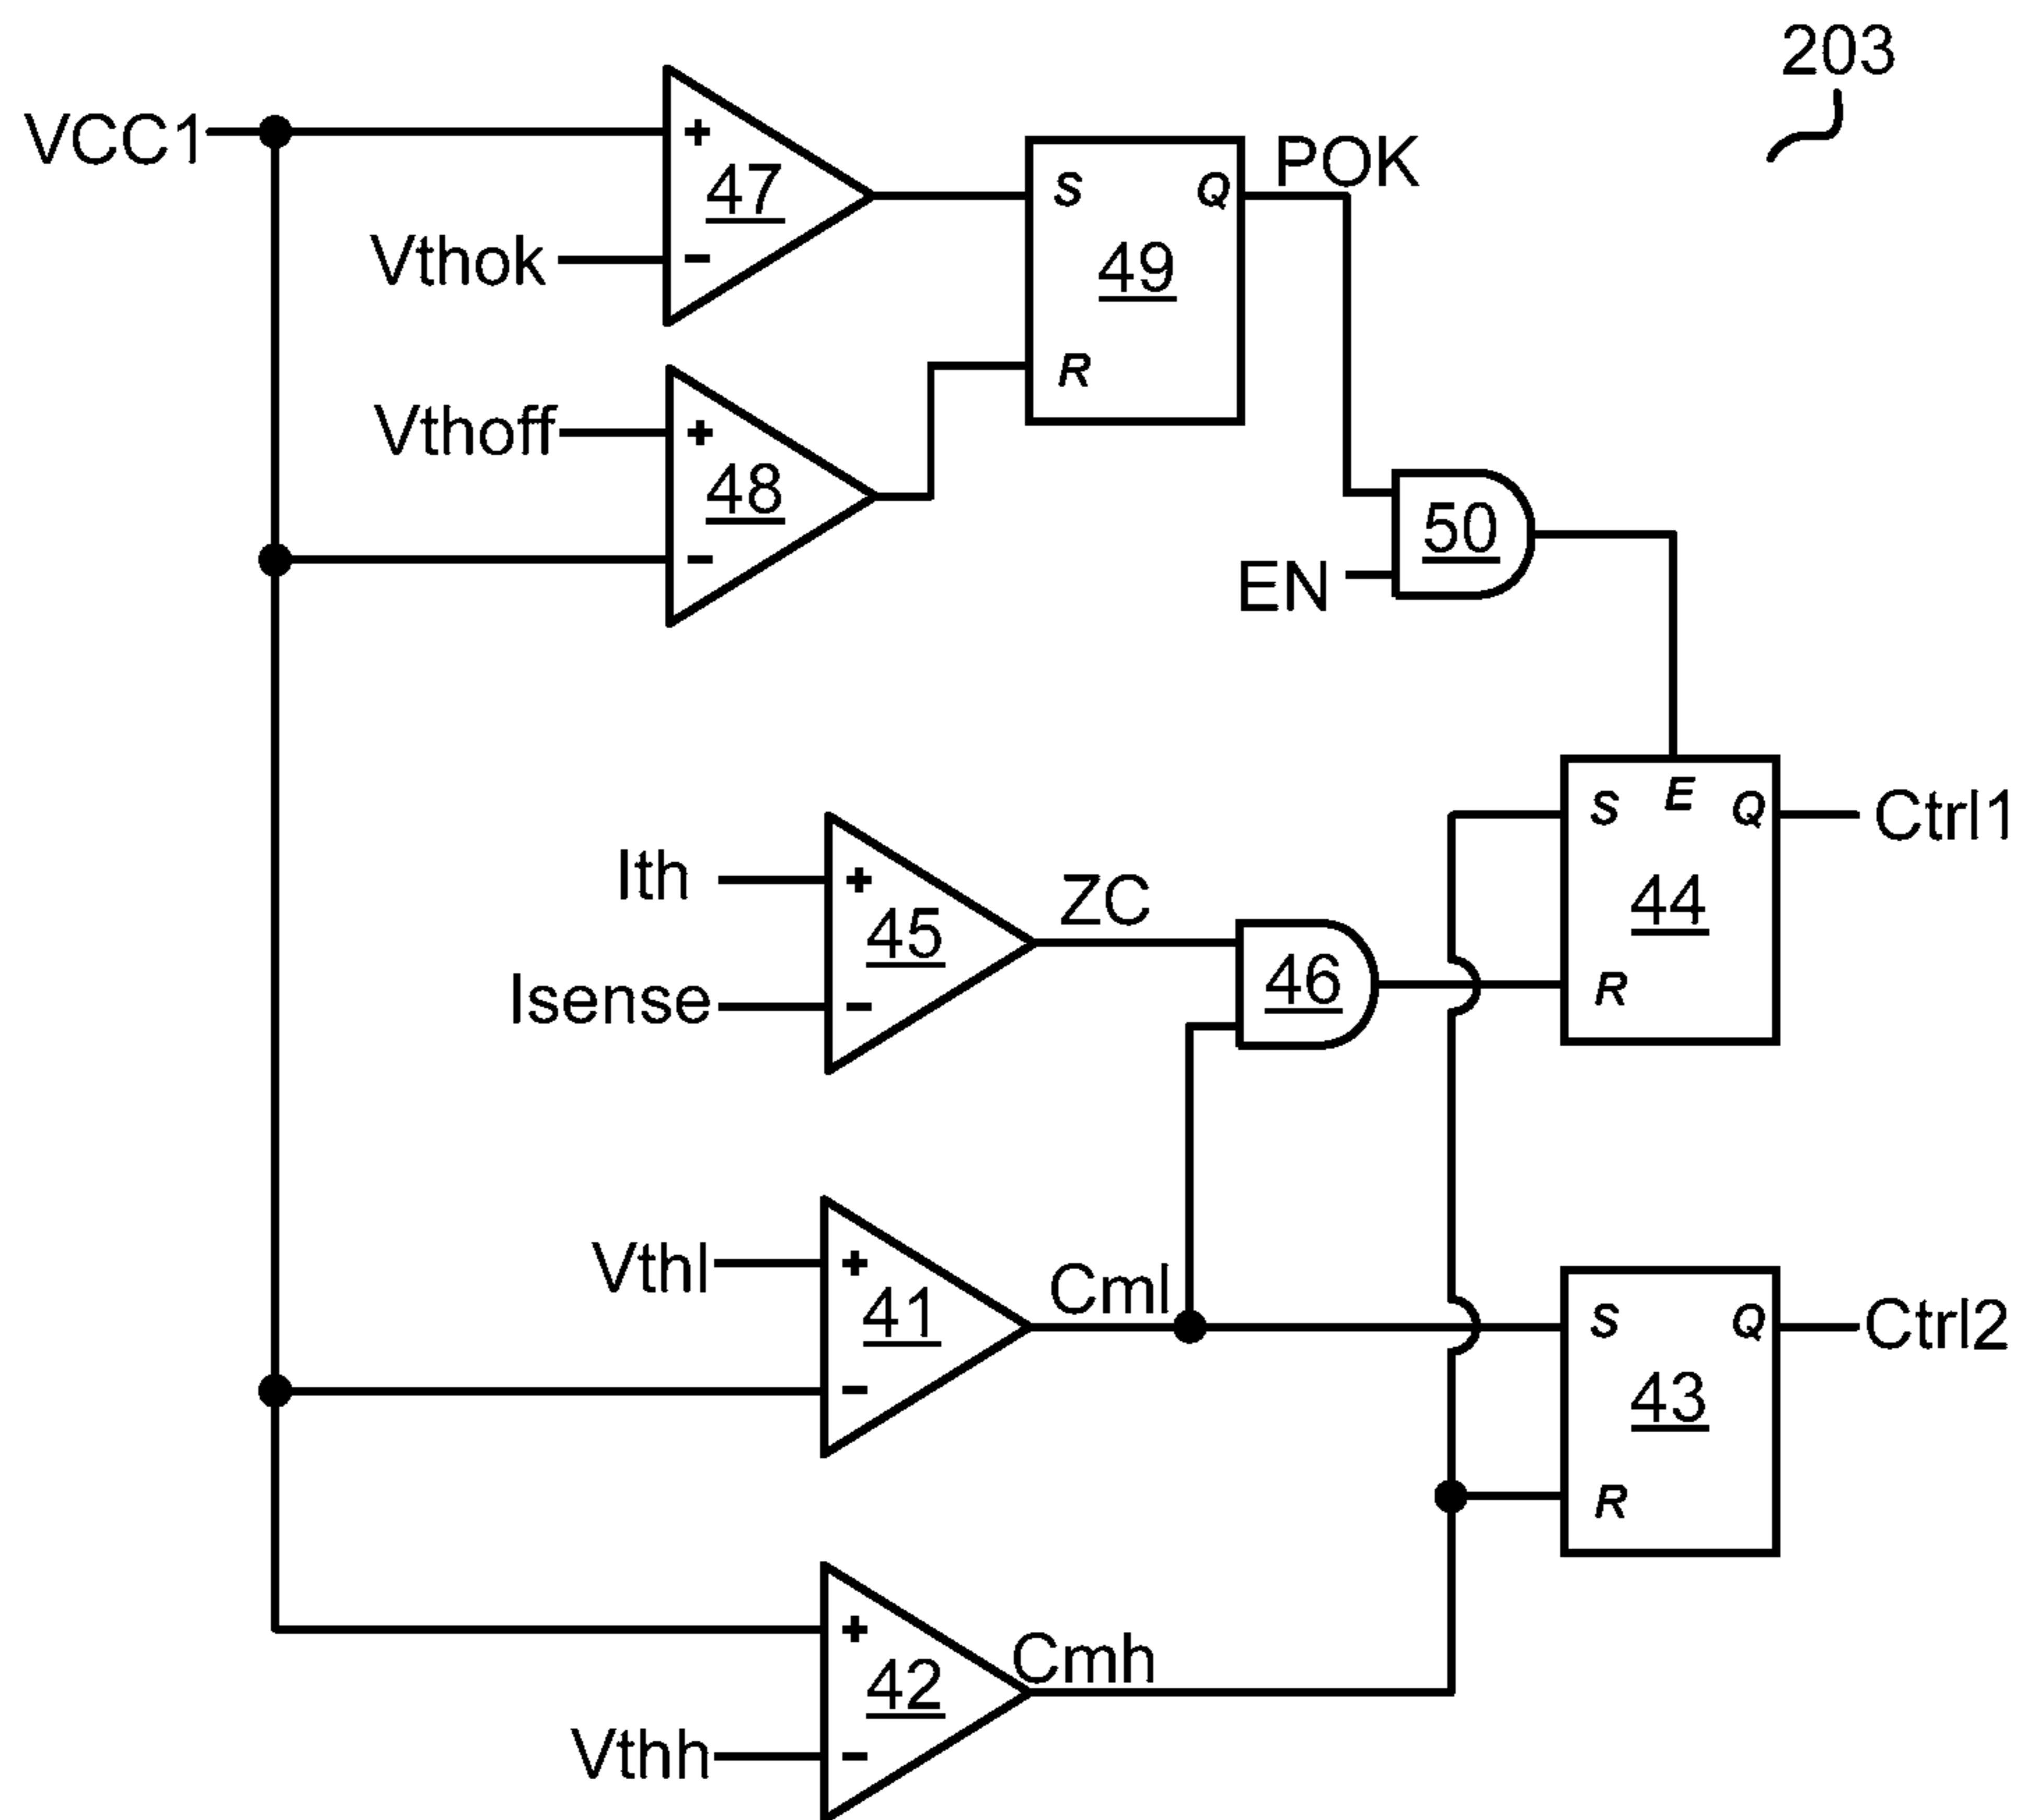 203
VCC1
+
47
-
Vthok
S
Q
49
R
POK
Vthoff
+
48
-
50
EN
Ith
+
45
-
Isense
ZC
46
S
E
Q
44
R
Ctrl1
Vthl
+
41
-
Cml
S
Q
43
R
Ctrl2
+
42
-
Vthh
Cmh